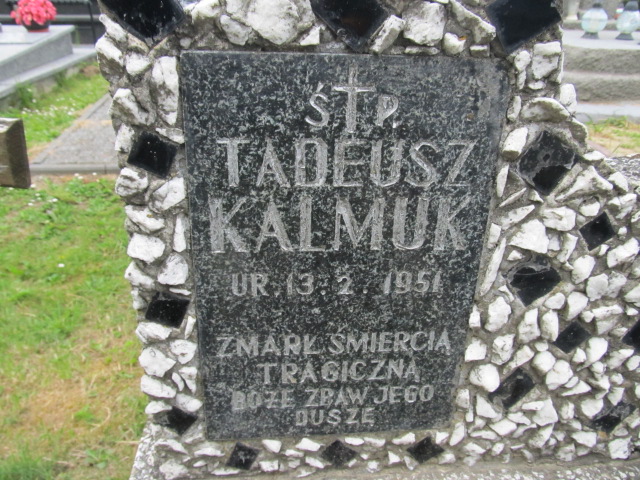 Ś P.
TADEUSZ
KALMUK
UR. 13. 2. 1951
ZMARŁ ŚMIERCIĄ
TRAGICZNĄ
BOŻE ZBAW JEGO
DUSZĘ